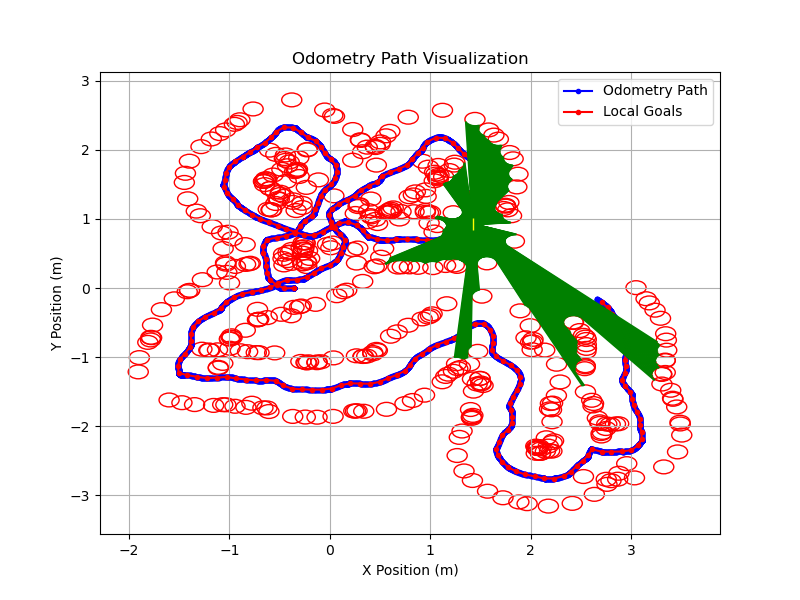 Odometry Path Visualization
Odometry Path
Local Goals
Y Position (m)
3
2
1
0
−1
−2
−3
−2
−1
0
1
2
3
X Position (m)